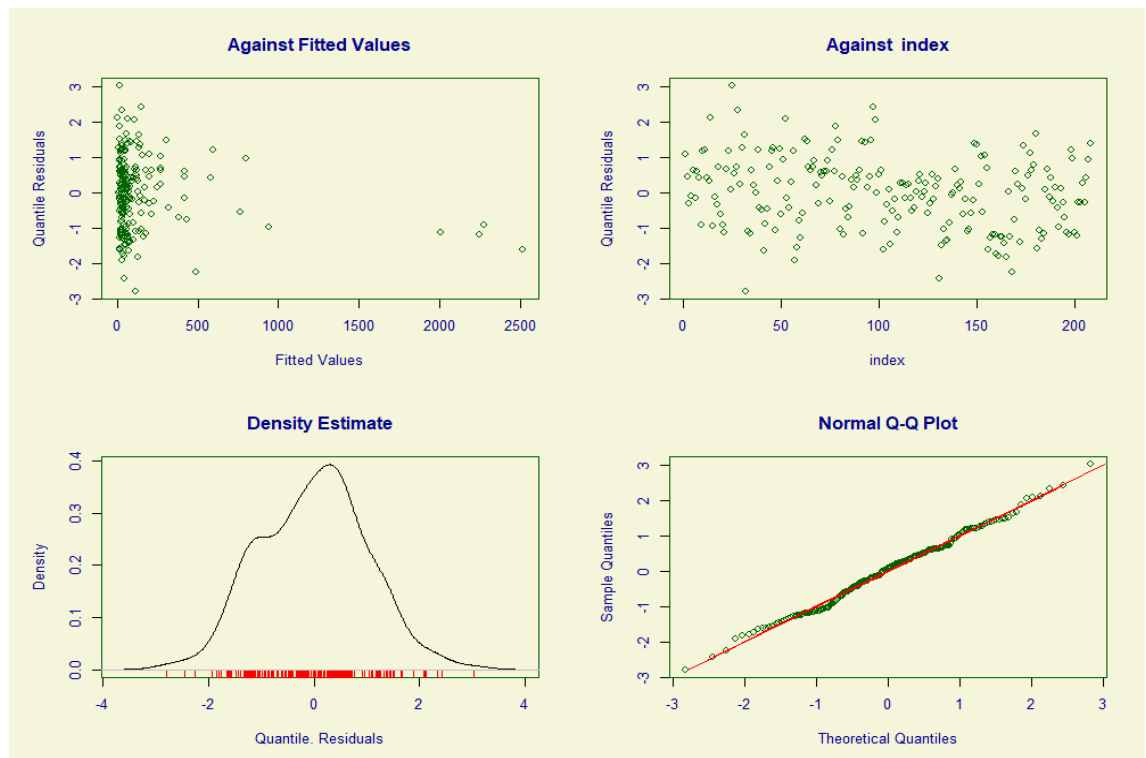 Against Fitted Values
Quantile Residuals
-3 -2 -1 0 1 2 3
0 500 1000 1500 2000 2500
Fitted Values
Against index
Quantile Residuals
-3 -2 -1 0 1 2 3
0 50 100 150 200
index
Density Estimate
Density
0.0 0.1 0.2 0.3 0.4
-4 -2 0 2 4
Quantile. Residuals
Normal Q-Q Plot
Sample Quantiles
-3 -2 -1 0 1 2 3
-3 -2 -1 0 1 2 3
Theoretical Quantiles